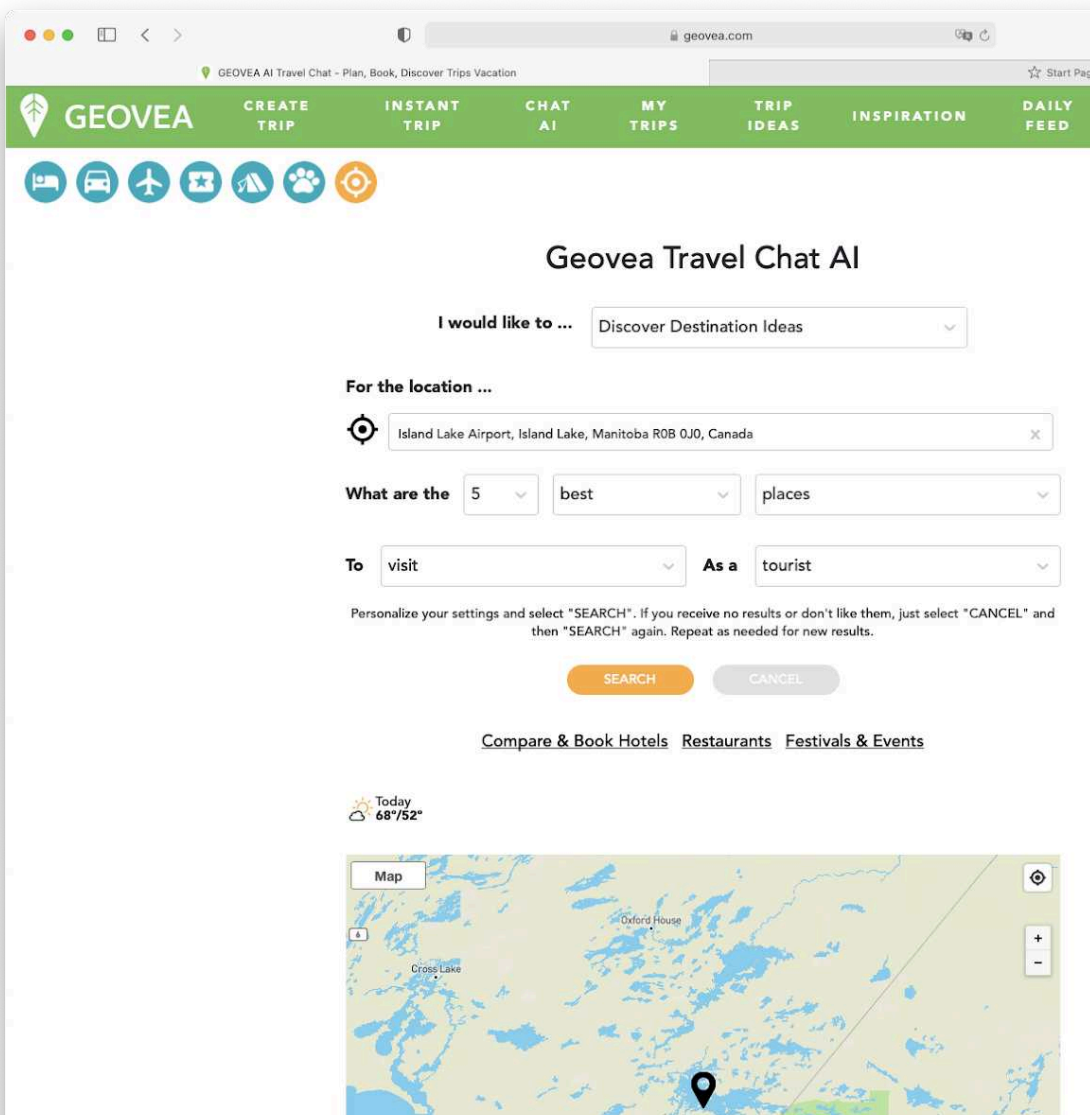 geovea.com
GEOVEA AI Travel Chat - Plan, Book, Discover Trips Vacation
Start Pag
GEOVEA
CREATE TRIP
INSTANT TRIP
CHAT AI
MY TRIPS
TRIP IDEAS
INSPIRATION
DAILY FEED
Geovea Travel Chat AI
I would like to ... Discover Destination Ideas
For the location ...
Island Lake Airport, Island Lake, Manitoba R0B 0J0, Canada
What are the 5 best places
To visit As a tourist
Personalize your settings and select "SEARCH". If you receive no results or don't like them, just select "CANCEL" and
then "SEARCH" again. Repeat as needed for new results.
SEARCH CANCEL
Compare & Book Hotels Restaurants Festivals & Events
Today
68°/52°
Map
Oxford House
6
+
Cross Lake
-